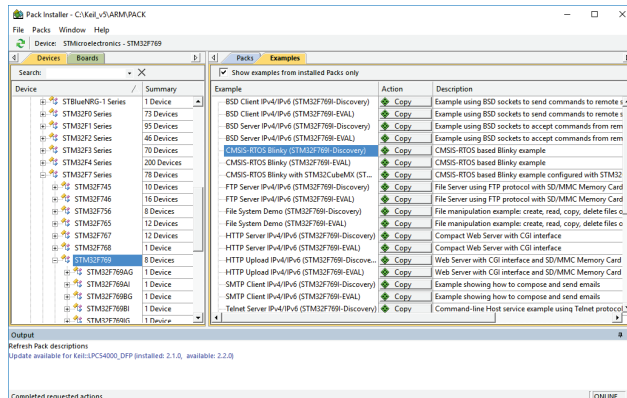 Pack Installer - C:\Keil_v5\ARM\PACK
File Packs Window Help
Device: STMicroelectronics - STM32F769
Devices Boards
Search:
Device / Summary
STBlueNRG-1 Series 1 Device
STM32F0 Series 73 Devices
STM32F1 Series 95 Devices
STM32F2 Series 46 Devices
STM32F3 Series 70 Devices
STM32F4 Series 200 Devices
STM32F7 Series 78 Devices
STM32F745 10 Devices
STM32F746 16 Devices
STM32F756 8 Devices
STM32F765 12 Devices
STM32F767 12 Devices
STM32F768 1 Device
STM32F769 8 Devices
STM32F769AG 1 Device
STM32F769AI 1 Device
STM32F769BG 1 Device
STM32F769BI 1 Device
STM32F769IG 1 Device
Packs Examples
Show examples from installed Packs only
Example Action Description
BSD Client IPv4/IPv6 (STM32F769I-Discovery) Copy Example using BSD sockets to send commands to remote s
BSD Client IPv4/IPv6 (STM32F769I-EVAL) Copy Example using BSD sockets to send commands to remote s
BSD Server IPv4/IPv6 (STM32F769I-Discovery) Copy Example using BSD sockets to accept commands from rem
BSD Server IPv4/IPv6 (STM32F769I-EVAL) Copy Example using BSD sockets to accept commands from rem
CMSIS-RTOS Blinky (STM32F769I-Discovery) Copy CMSIS-RTOS based Blinky example
CMSIS-RTOS Blinky (STM32F769I-EVAL) Copy CMSIS-RTOS based Blinky example
CMSIS-RTOS Blinky with STM32CubeMX (ST... Copy CMSIS-RTOS based Blinky example configured with STM32
FTP Server IPv4/IPv6 (STM32F769I-Discovery) Copy File Server using FTP protocol with SD/MMC Memory Card
FTP Server IPv4/IPv6 (STM32F769I-EVAL) Copy File Server using FTP protocol with SD/MMC Memory Card
File System Demo (STM32F769I-Discovery) Copy File manipulation example: create, read, copy, delete files o
File System Demo (STM32F769I-EVAL) Copy File manipulation example: create, read, copy, delete files o
HTTP Server IPv4/IPv6 (STM32F769I-Discovery) Copy Compact Web Server with CGI interface
HTTP Server IPv4/IPv6 (STM32F769I-EVAL) Copy Compact Web Server with CGI interface
HTTP Upload IPv4/IPv6 (STM32F769I-Discove... Copy Web Server with CGI interface and SD/MMC Memory Card
HTTP Upload IPv4/IPv6 (STM32F769I-EVAL) Copy Web Server with CGI interface and SD/MMC Memory Card
SMTP Client IPv4/IPv6 (STM32F769I-Discovery) Copy Example showing how to compose and send emails
SMTP Client IPv4/IPv6 (STM32F769I-EVAL) Copy Example showing how to compose and send emails
Telnet Server IPv4/IPv6 (STM32F769I-Discovery) Copy Command-line Host service example using Telnet protocol
Output
Refresh Pack descriptions
Update available for Keil::LPC54000_DFP (installed: 2.1.0, available: 2.2.0)
Completed requested actions
ONLINE